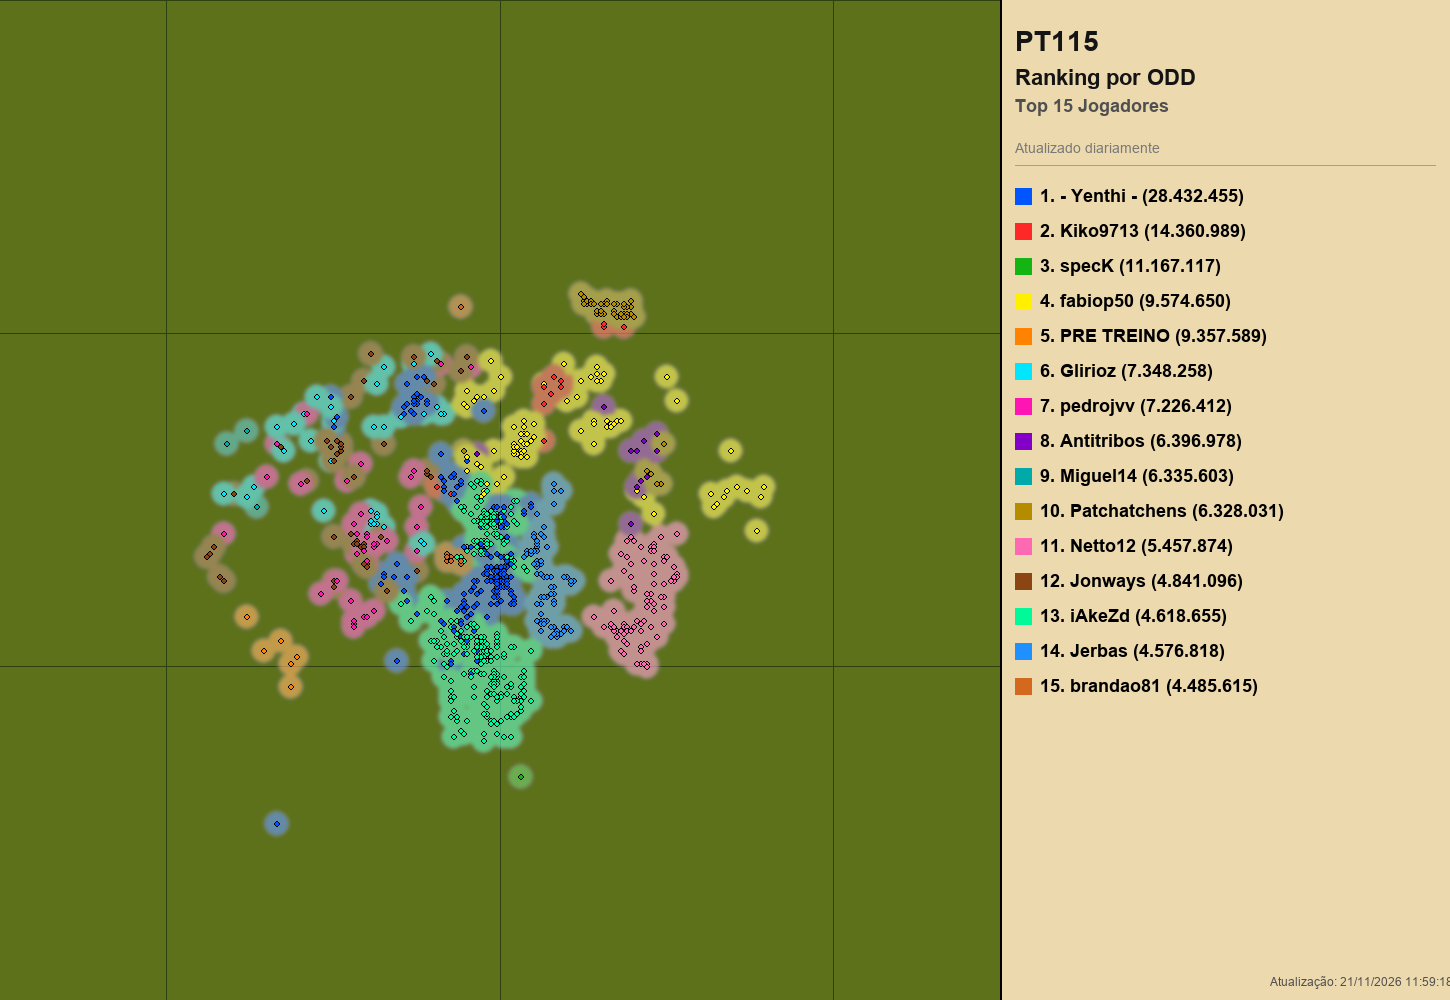 PT115
Ranking por ODD
Top 15 Jogadores
Atualizado diariamente
1. - Yenthi - (28.432.455)
2. Kiko9713 (14.360.989)
3. specK (11.167.117)
4. fabiop50 (9.574.650)
5. PRE TREINO (9.357.589)
6. Glirioz (7.348.258)
7. pedrojvv (7.226.412)
8. Antitribos (6.396.978)
9. Miguel14 (6.335.603)
10. Patchatchens (6.328.031)
11. Netto12 (5.457.874)
12. Jonways (4.841.096)
13. iAkeZd (4.618.655)
14. Jerbas (4.576.818)
15. brandao81 (4.485.615)
Atualização: 21/11/2026 11:59:18